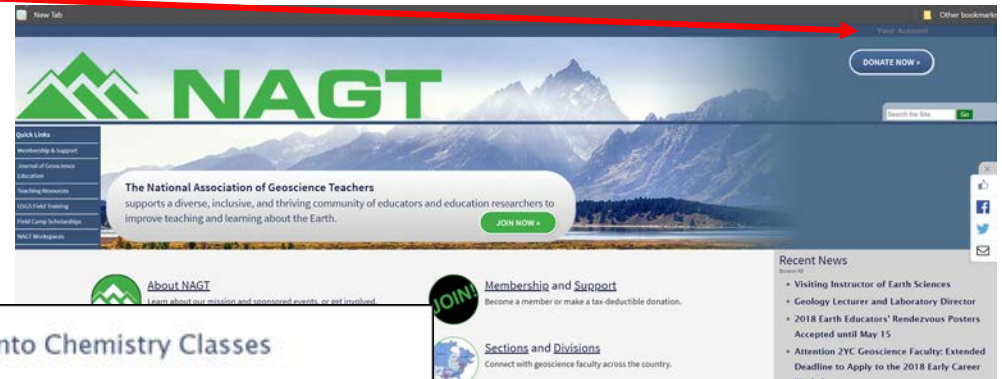 New Tab
Other bookmarks
Your Account
NAGT
DONATE NOW »
Search the Site
Go
Quick Links
Membership & Support
Journal of Geoscience
Education
Teaching Resources
USGS Field Training
Field Camp Scholarships
NAGT Workspaces
The National Association of Geoscience Teachers
supports a diverse, inclusive, and thriving community of educators and education researchers to
improve teaching and learning about the Earth.
JOIN NOW »
About NAGT
Learn about our mission and sponsored events, or get involved.
JOIN!
Membership and Support
Become a member or make a tax-deductible donation.
Sections and Divisions
Connect with geoscience faculty across the country.
nto Chemistry Classes
Recent News
Browse All
• Visiting Instructor of Earth Sciences
• Geology Lecturer and Laboratory Director
• 2018 Earth Educators' Rendezvous Posters
Accepted until May 15
• Attention 2YC Geoscience Faculty: Extended
Deadline to Apply to the 2018 Early Career